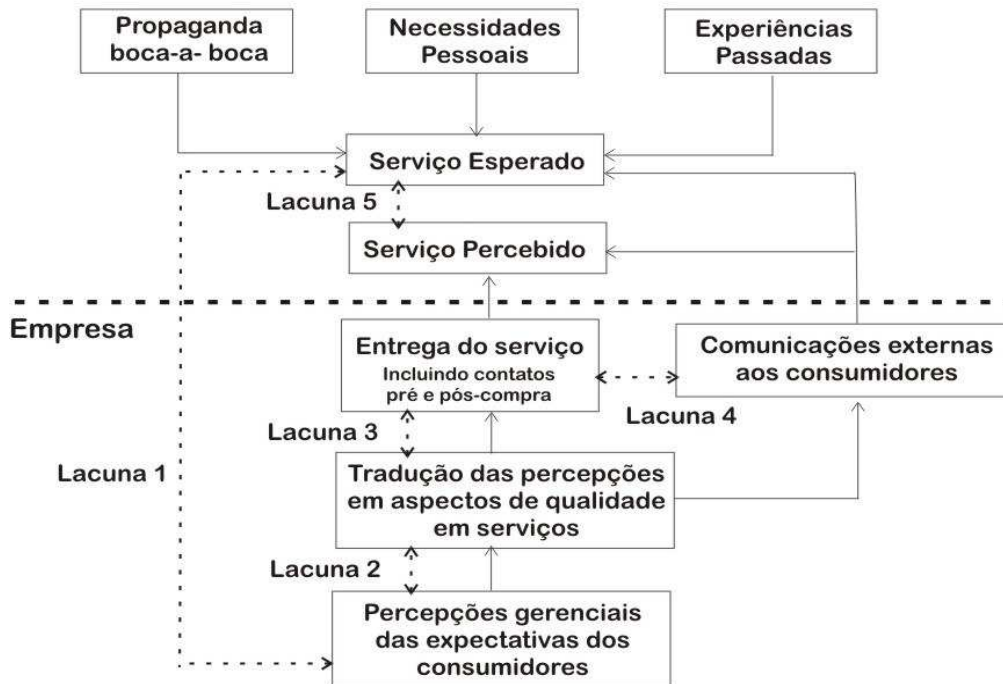 Propaganda
boca-a- boca
Necessidades
Pessoais
Experiências
Passadas
Serviço Esperado
Lacuna 5
Serviço Percebido
Empresa
Entrega do serviço
Incluindo contatos
pré e pós-compra
Comunicações externas
aos consumidores
Lacuna 4
Lacuna 3
Lacuna 1
Tradução das percepções
em aspectos de qualidade
em serviços
Lacuna 2
Percepções gerenciais
das expectativas dos
consumidores